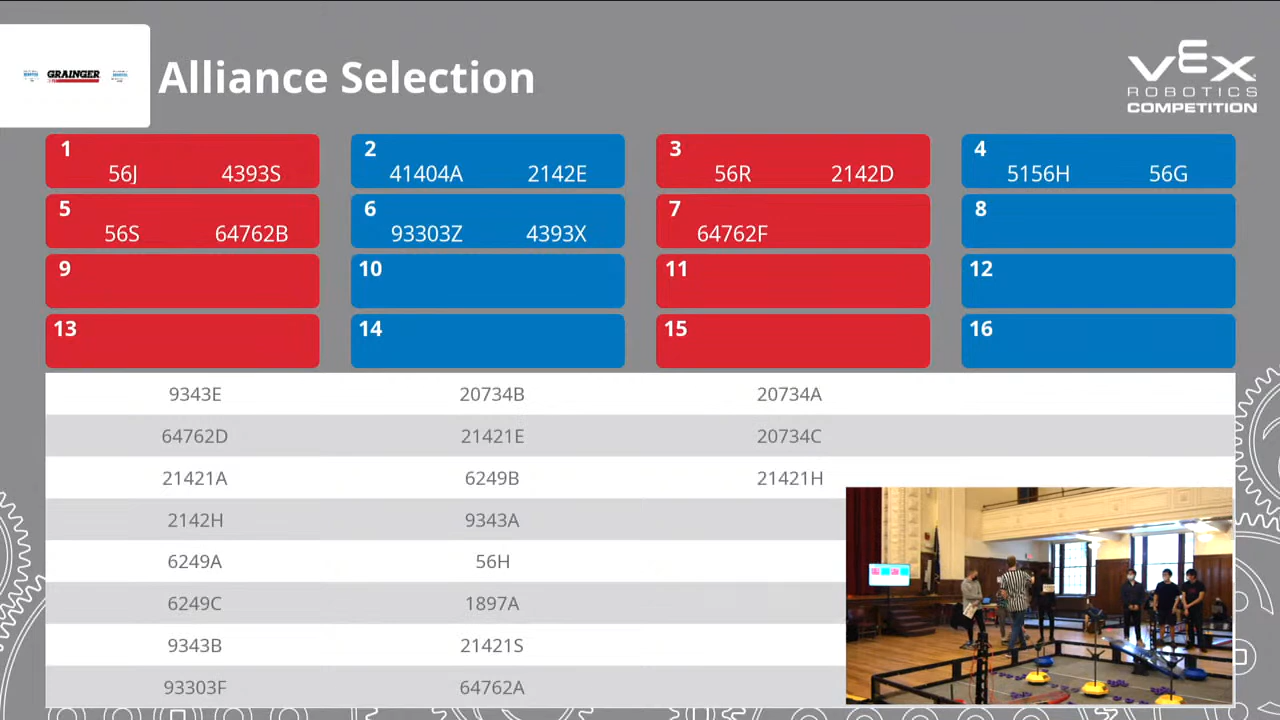 GRAINGER
Alliance Selection
VEX
ROBOTICS
COMPETITION
1 2 3 4
56J 4393S 41404A 2142E 56R 2142D 5156H 56G
5 6 7 8
56S 64762B 93303Z 4393X 64762F
9 10 11 12
13 14 15 16
9343E 20734B 20734A
64762D 21421E 20734C
21421A 6249B 21421H
2142H 9343A
6249A 56H
6249C 1897A
9343B 21421S
93303F 64762A